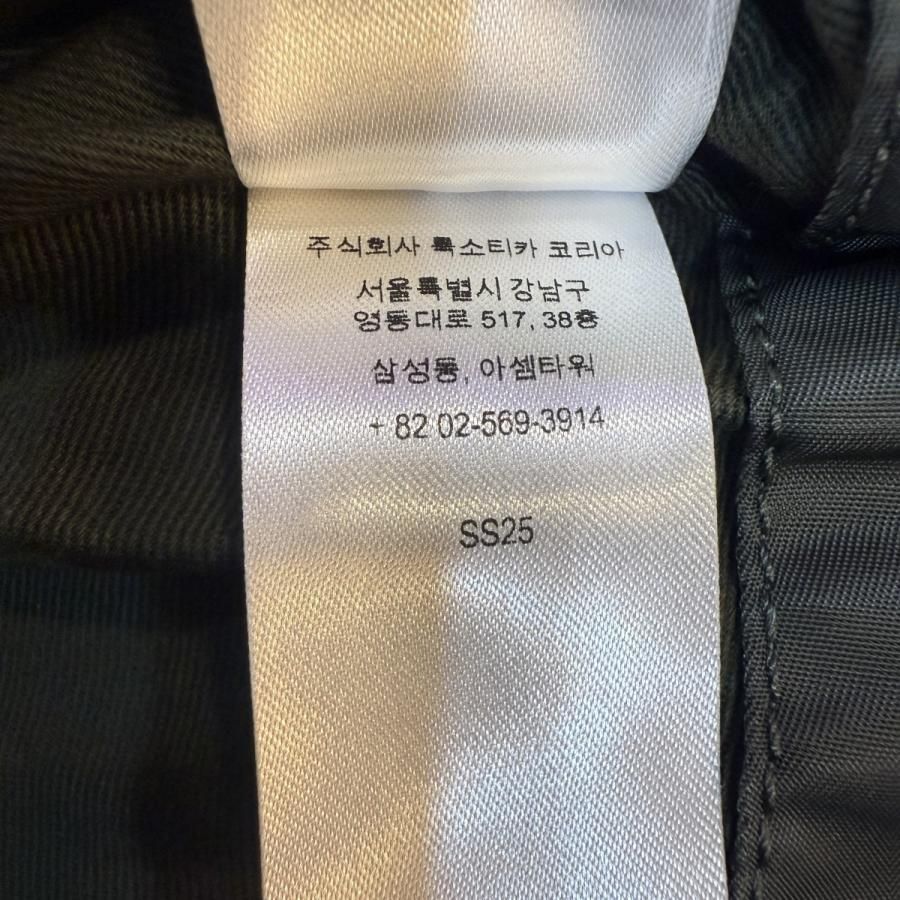 주식회사 룩소티카 코리아
서울특별시 강남구
영동대로 517, 38층
삼성동, 아셈타워
+ 82 02-569-3914
SS25